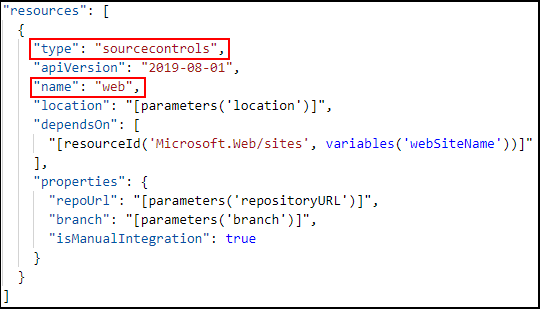 "resources": [
{
"type": "sourcecontrols",
"apiVersion": "2019-08-01",
"name": "web",
"location": "[parameters('location')]",
"dependsOn": [
"[resourceId('Microsoft.Web/sites', variables('webSiteName'))]"
],
"properties": {
"repoUrl": "[parameters('repositoryURL')]",
"branch": "[parameters('branch')]",
"isManualIntegration": true
}
}
]